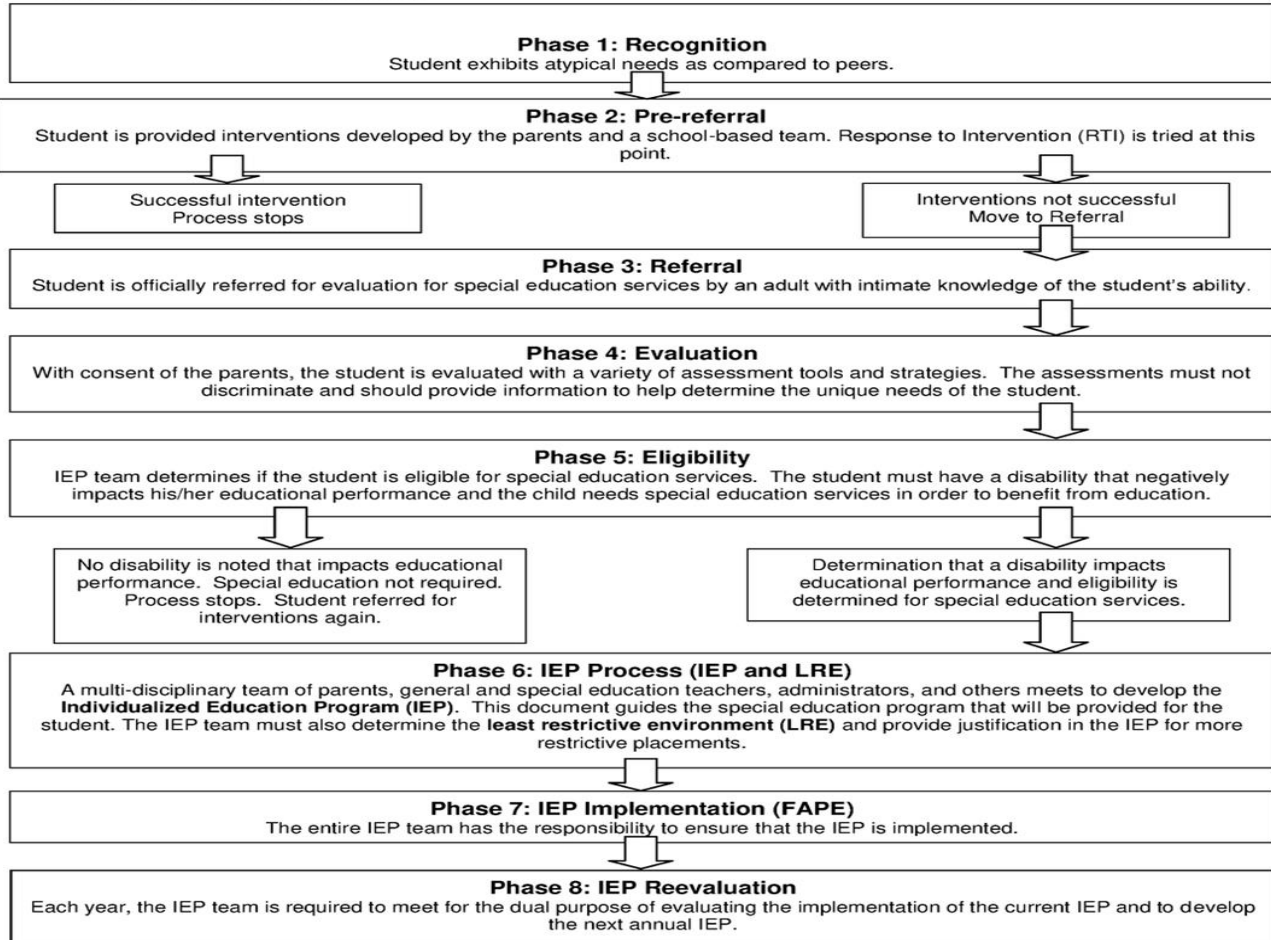 Phase 1: Recognition
Student exhibits atypical needs as compared to peers.
Phase 2: Pre-referral
Student is provided interventions developed by the parents and a school-based team. Response to Intervention (RTI) is tried at this
point.
Successful intervention
Process stops
Interventions not successful
Move to Referral
Phase 3: Referral
Student is officially referred for evaluation for special education services by an adult with intimate knowledge of the student's ability.
Phase 4: Evaluation
With consent of the parents, the student is evaluated with a variety of assessment tools and strategies. The assessments must not
discriminate and should provide information to help determine the unique needs of the student.
Phase 5: Eligibility
IEP team determines if the student is eligible for special education services. The student must have a disability that negatively
impacts his/her educational performance and the child needs special education services in order to benefit from education.
No disability is noted that impacts educational
performance. Special education not required.
Process stops. Student referred for
interventions again.
Determination that a disability impacts
educational performance and eligibility is
determined for special education services.
Phase 6: IEP Process (IEP and LRE)
A multi-disciplinary team of parents, general and special education teachers, administrators, and others meets to develop the
Individualized Education Program (IEP). This document guides the special education program that will be provided for the
student. The IEP team must also determine the least restrictive environment (LRE) and provide justification in the IEP for more
restrictive placements.
Phase 7: IEP Implementation (FAPE)
The entire IEP team has the responsibility to ensure that the IEP is implemented.
Phase 8: IEP Reevaluation
Each year, the IEP team is required to meet for the dual purpose of evaluating the implementation of the current IEP and to develop
the next annual IEP.